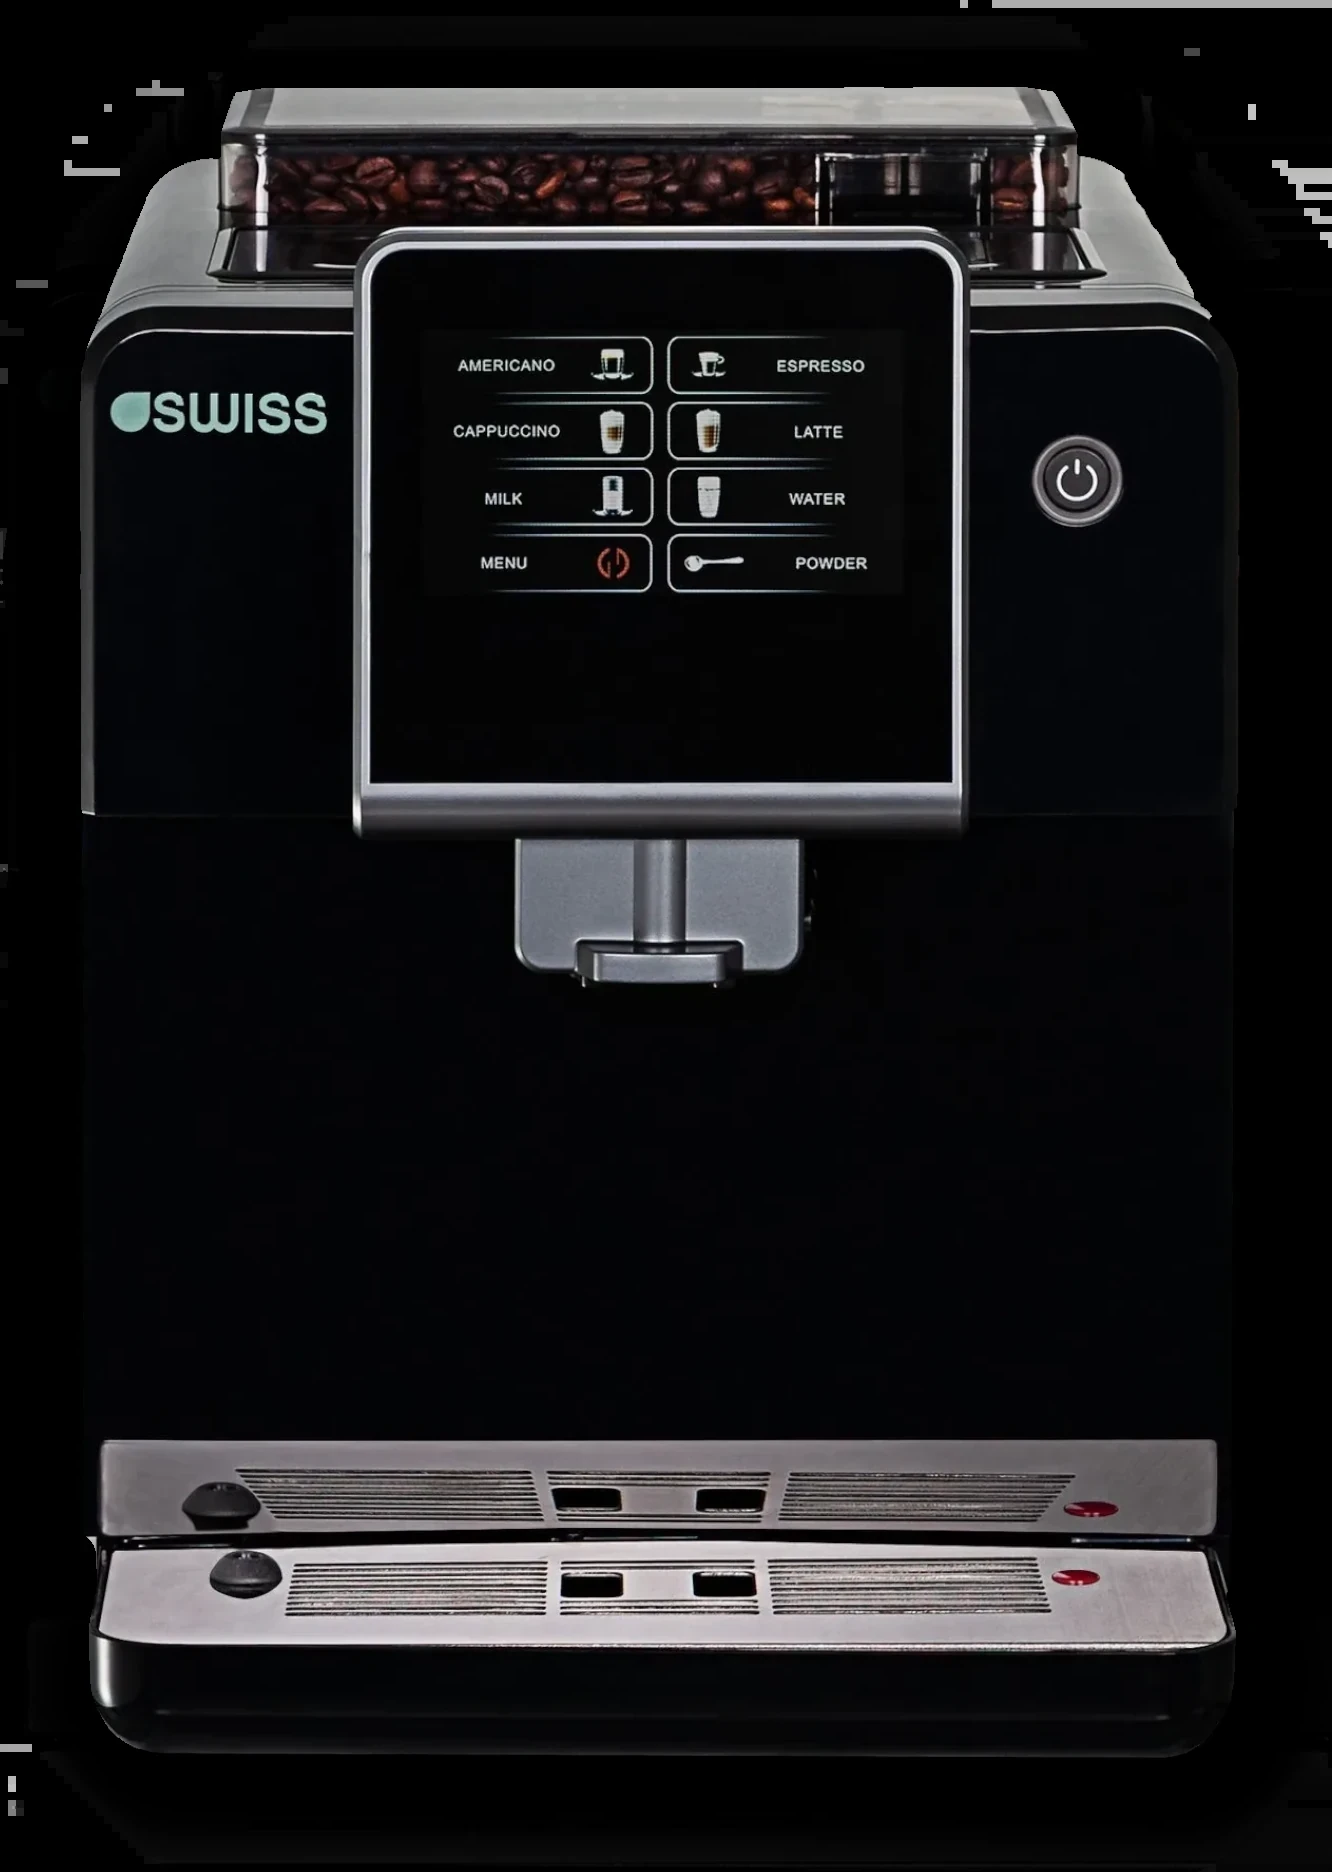 SWISS
AMERICANO
ESPRESSO
CAPPUCCINO
LATTE
MILK
WATER
MENU
POWDER